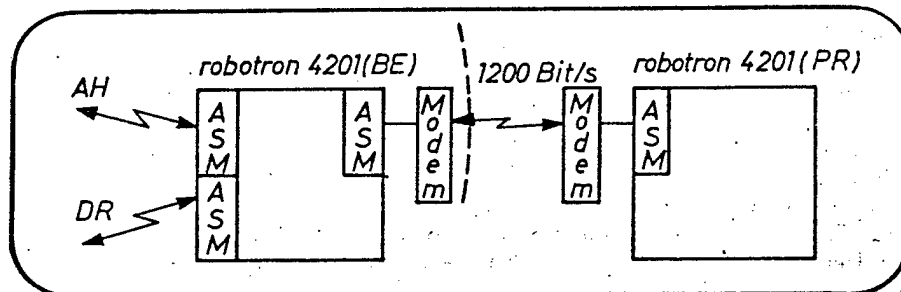 robotron 4201(BE)
1200 Bit/s
robotron 4201(PR)
AH
DR
ASM
ASM
ASM
Modem
Modem
ASM